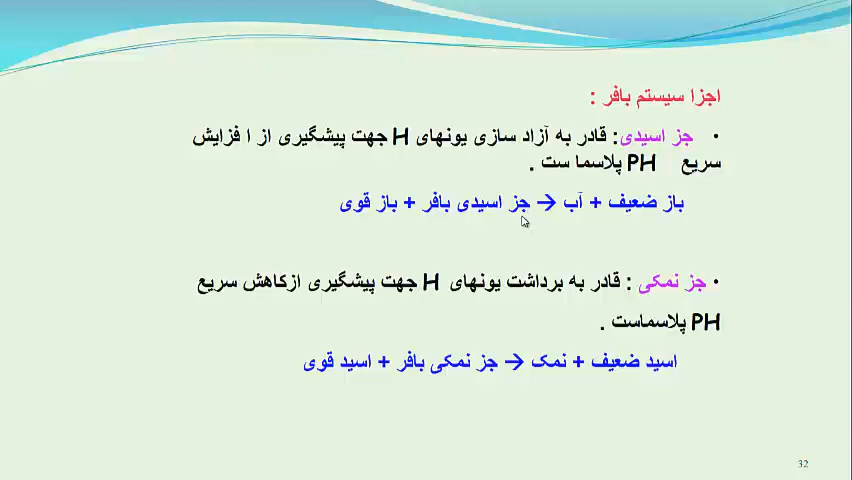 اجزا سیستم بافر :
• جز اسیدی: قادر به آزاد سازی یونهای H جهت پیشگیری از ا فزایش
سریع PH پلاسما ست .
باز ضعیف + آب → جز اسیدی بافر + باز قوی
• جز نمکی : قادر به برداشت یونهای H جهت پیشگیری ازکاهش سریع
PH پلاسماست .
اسید ضعیف + نمک → جز نمکی بافر + اسید قوی
32